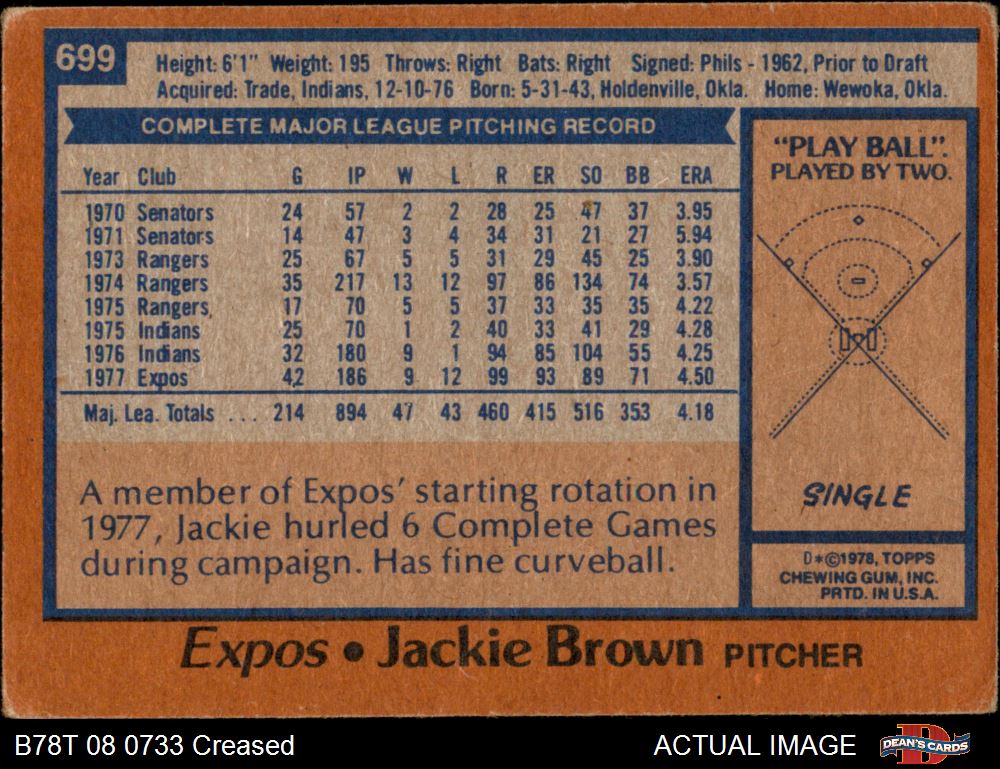 699
Height: 6'1" Weight: 195 Throws: Right Bats: Right Signed: Phils - 1962, Prior to Draft
Acquired: Trade, Indians, 12-10-76 Born: 5-31-43, Holdenville, Okla. Home: Wewoka, Okla.
COMPLETE MAJOR LEAGUE PITCHING RECORD
Year Club G IP W L R ER SO BB ERA
1970 Senators 24 57 2 2 28 25 47 37 3.95
1971 Senators 14 47 3 4 34 31 21 27 5.94
1973 Rangers 25 67 5 5 31 29 45 25 3.90
1974 Rangers 35 217 13 12 97 86 134 74 3.57
1975 Rangers 17 70 5 5 37 33 35 35 4.22
1975 Indians 25 70 1 2 40 33 41 29 4.28
1976 Indians 32 180 9 1 94 85 104 55 4.25
1977 Expos 42 186 9 12 99 93 89 71 4.50
Maj. Lea. Totals ... 214 894 47 43 460 415 516 353 4.18
A member of Expos' starting rotation in
1977, Jackie hurled 6 Complete Games
during campaign. Has fine curveball.
"PLAY BALL".
PLAYED BY TWO.
SINGLE
D*©1978, TOPPS
CHEWING GUM, INC.
PRTD. IN U.S.A.
Expos • Jackie Brown PITCHER
B78T 08 0733 Creased
ACTUAL IMAGE
DEAN'S CARDS